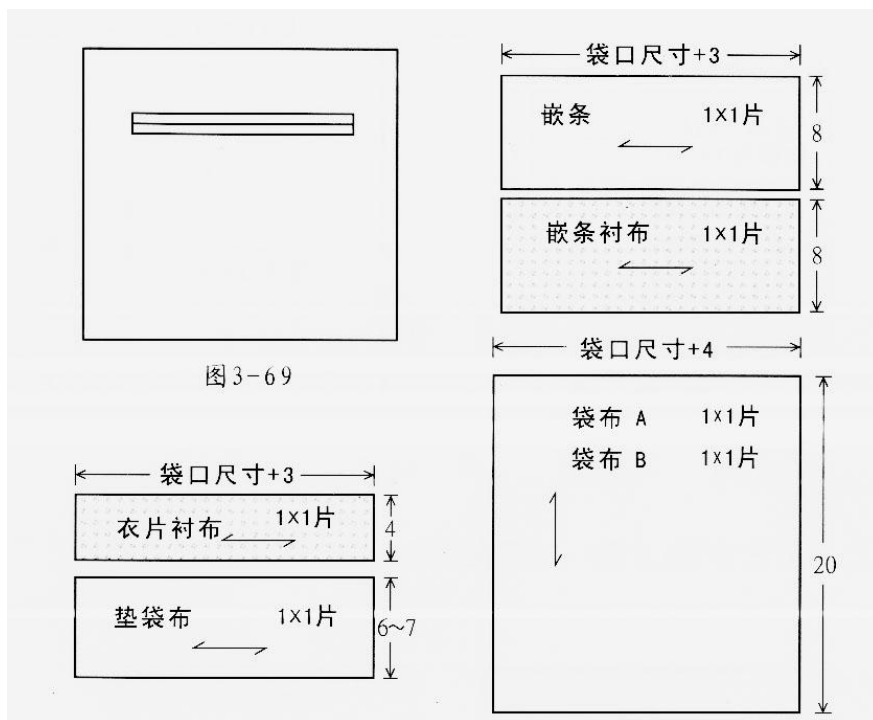 图3-69
袋口尺寸+3
嵌条 1×1片
8
嵌条衬布 1×1片
8
袋口尺寸+4
袋布 A 1×1片
袋布 B 1×1片
20
袋口尺寸+3
衣片衬布 1×1片
4
垫袋布 1×1片
6~7